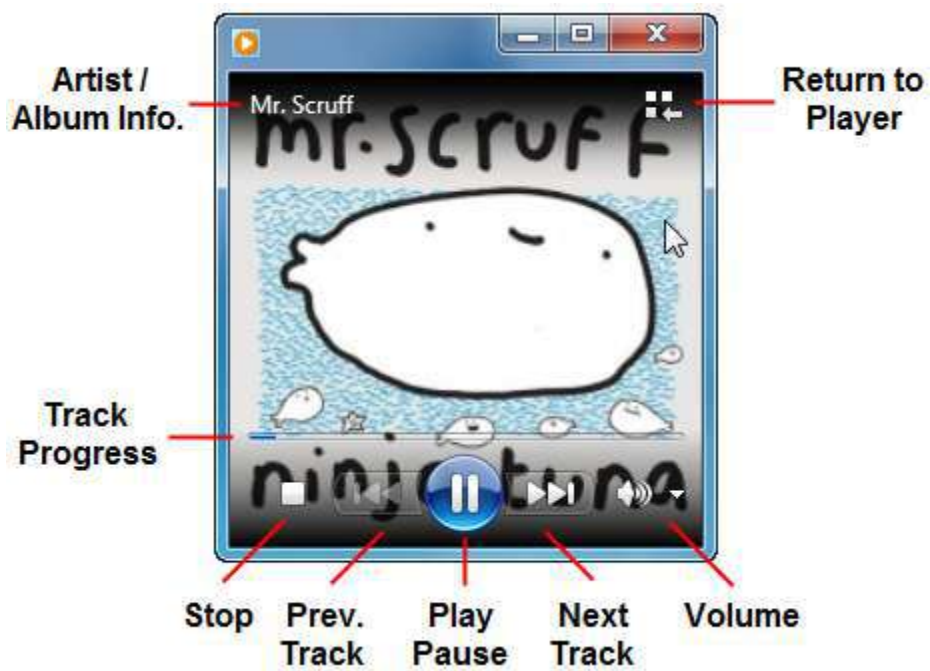 Artist /
Album Info.
Return to
Player
Mr. Scruff
mr.scruff
Track
Progress
ninja tuna
Stop
Prev.
Track
Play
Pause
Next
Track
Volume